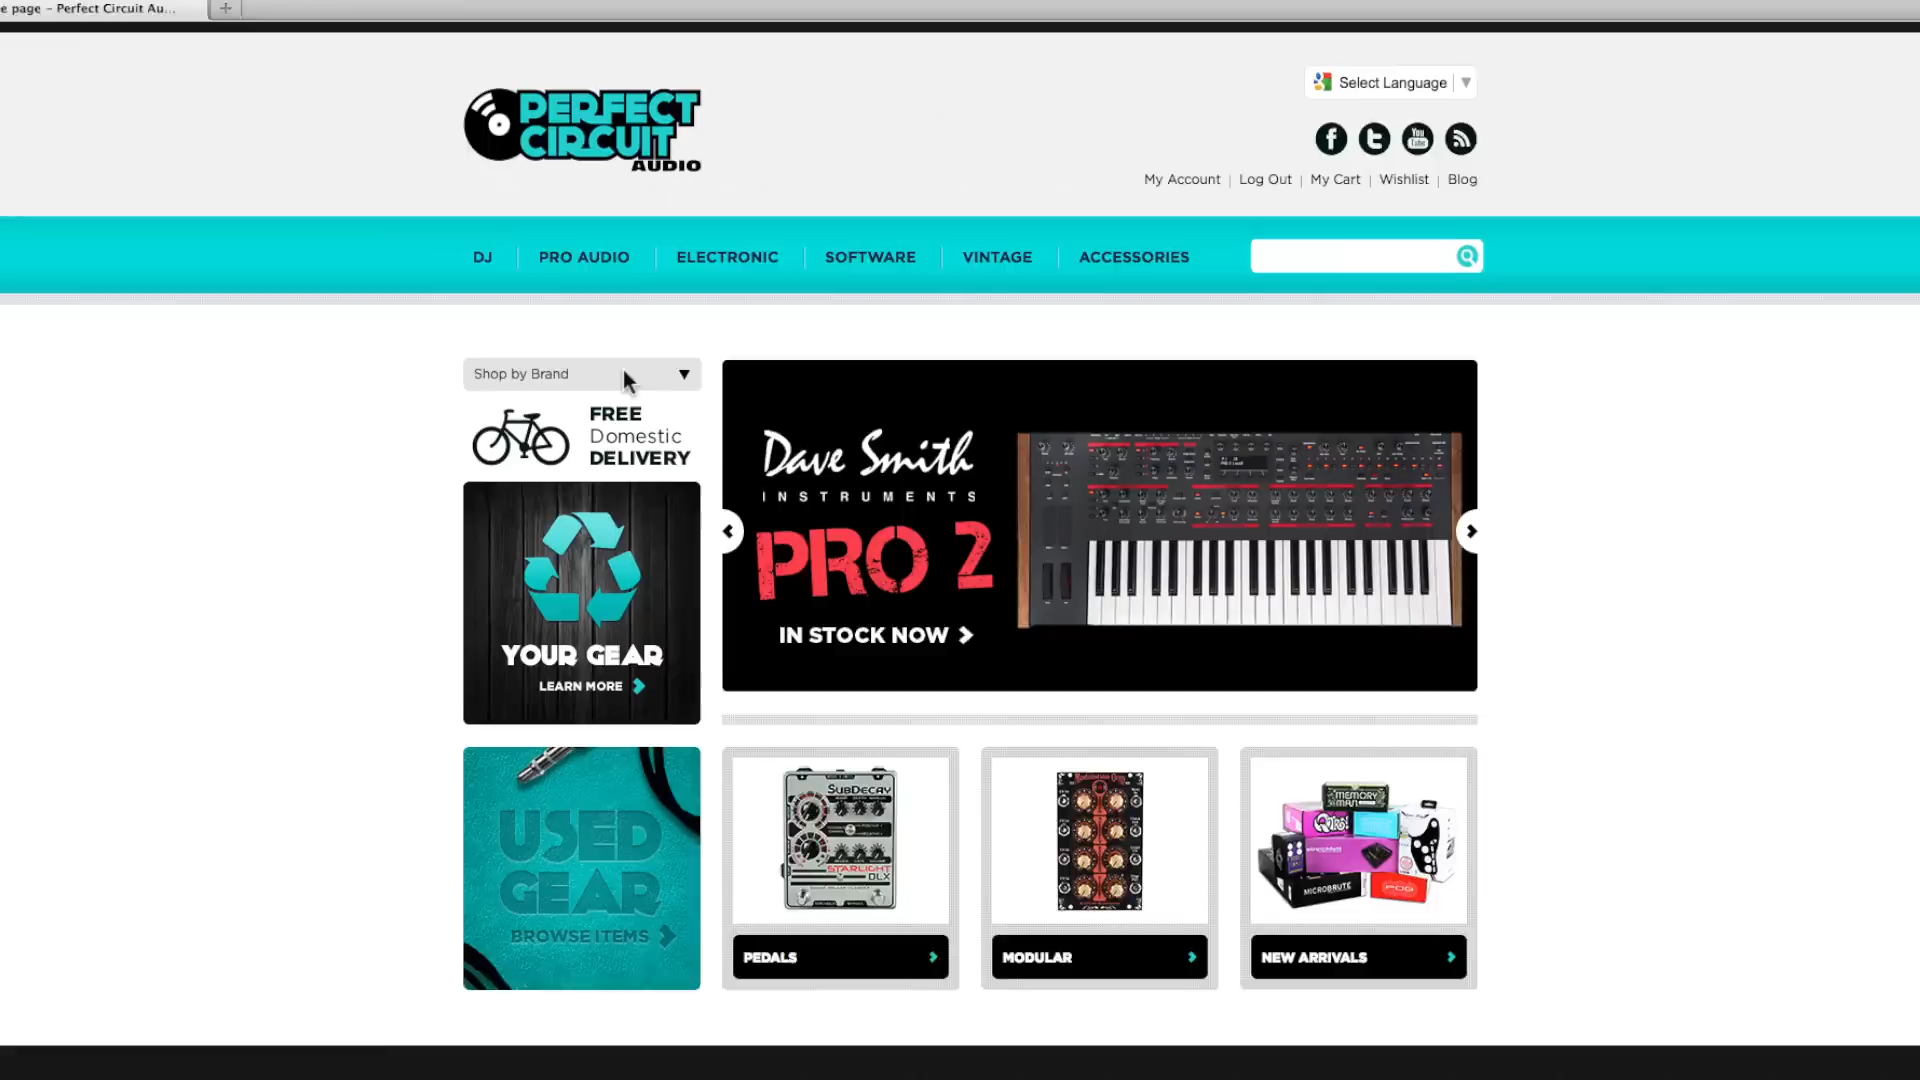 e page – Perfect Circuit Au...
+
PERFECT
CIRCUIT
AUDIO
Select Language
f
t
You
Tube
My Account | Log Out | My Cart | Wishlist | Blog
DJ PRO AUDIO ELECTRONIC SOFTWARE VINTAGE ACCESSORIES
Shop by Brand
FREE
Domestic
DELIVERY
Dave Smith
INSTRUMENTS
PRO 2
IN STOCK NOW
YOUR GEAR
LEARN MORE
USED
GEAR
BROWSE ITEMS
SUBDECAY
STARLIGHT
DLX
PEDALS
MODULAR
MEMORY
MAN
MICROBRUTE
POG
NEW ARRIVALS